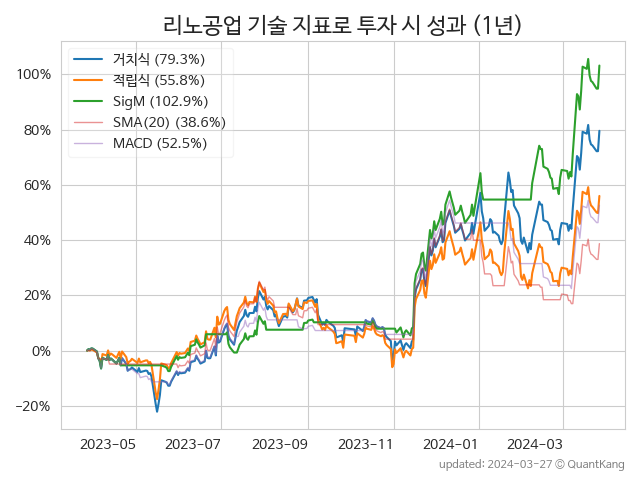 리노공업 기술 지표로 투자 시 성과 (1년)
거치식 (79.3%)
적립식 (55.8%)
SigM (102.9%)
SMA(20) (38.6%)
MACD (52.5%)
100%
80%
60%
40%
20%
0%
−20%
2023-05 2023-07 2023-09 2023-11 2024-01 2024-03
updated: 2024-03-27 © QuantKang